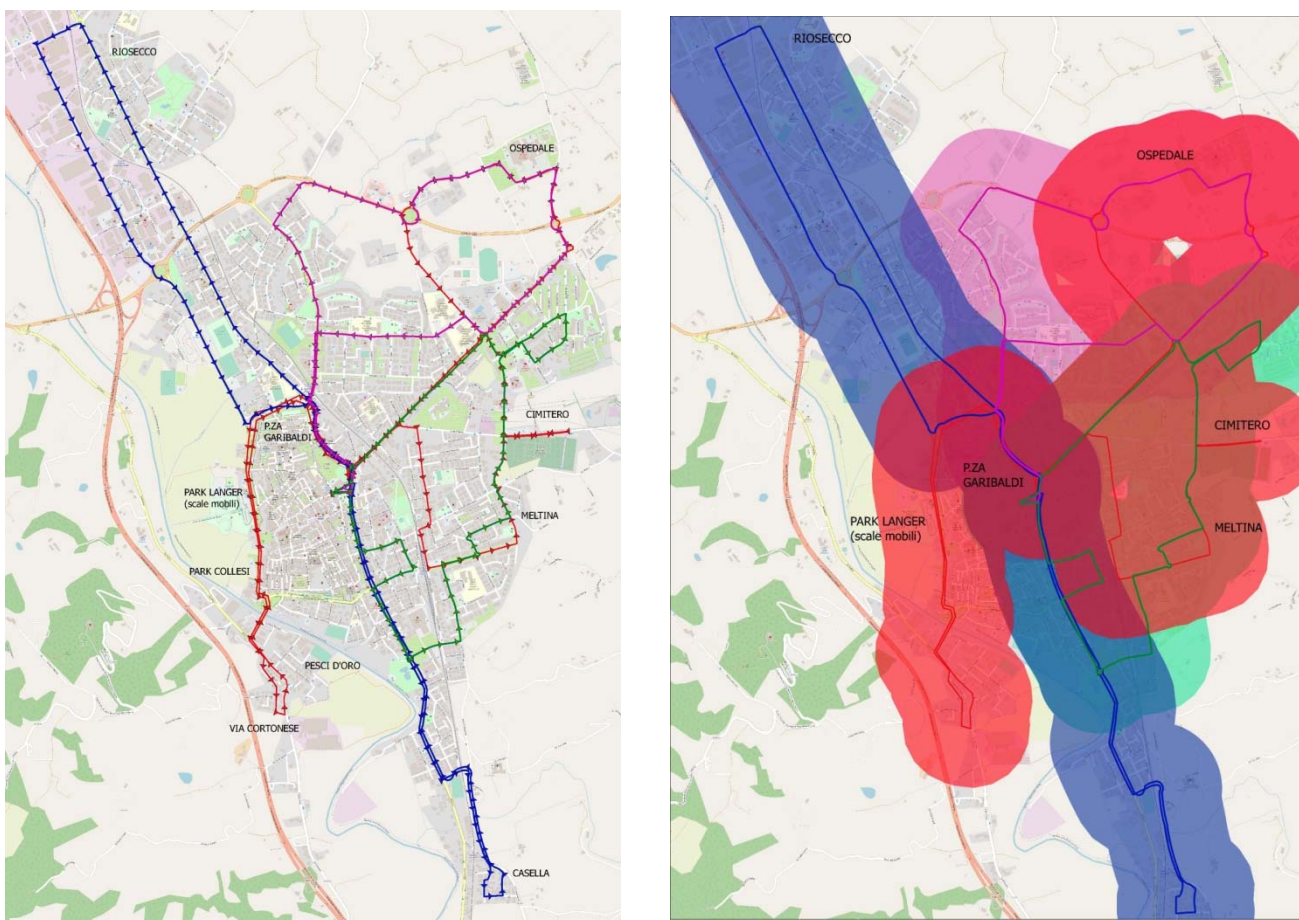 RIOSECCO
OSPEDALE
CIMITERO
P.ZA
GARIBALDI
PARK LANGER
(scale mobili)
MELTINA
PARK COLLESI
PESCI D'ORO
VIA CORTONESE
CASELLA
RIOSECCO
OSPEDALE
CIMITERO
P.ZA
GARIBALDI
PARK LANGER
(scale mobili)
MELTINA